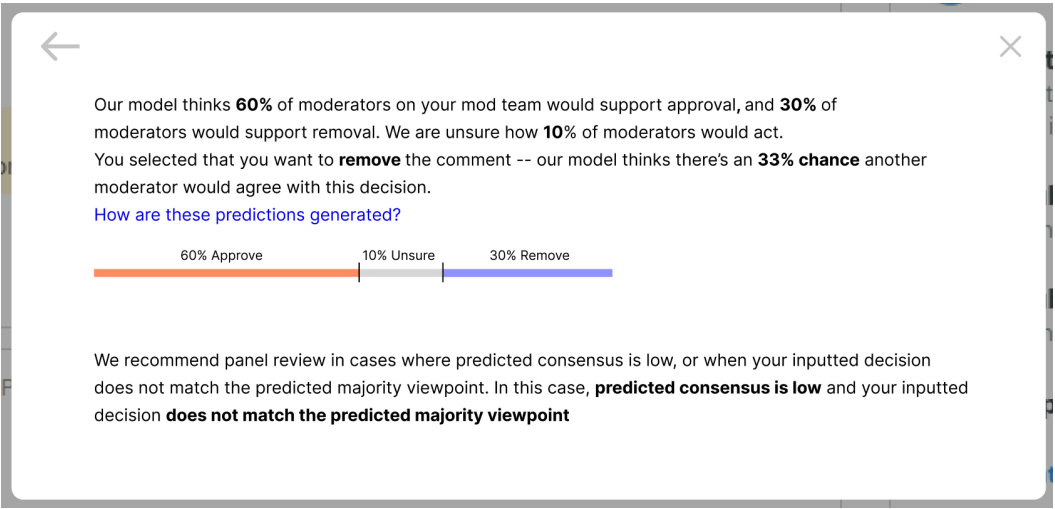 Our model thinks 60% of moderators on your mod team would support approval, and 30% of
moderators would support removal. We are unsure how 10% of moderators would act.
You selected that you want to remove the comment -- our model thinks there's an 33% chance another
moderator would agree with this decision.
How are these predictions generated?
60% Approve 10% Unsure 30% Remove
We recommend panel review in cases where predicted consensus is low, or when your inputted decision
does not match the predicted majority viewpoint. In this case, predicted consensus is low and your inputted
decision does not match the predicted majority viewpoint